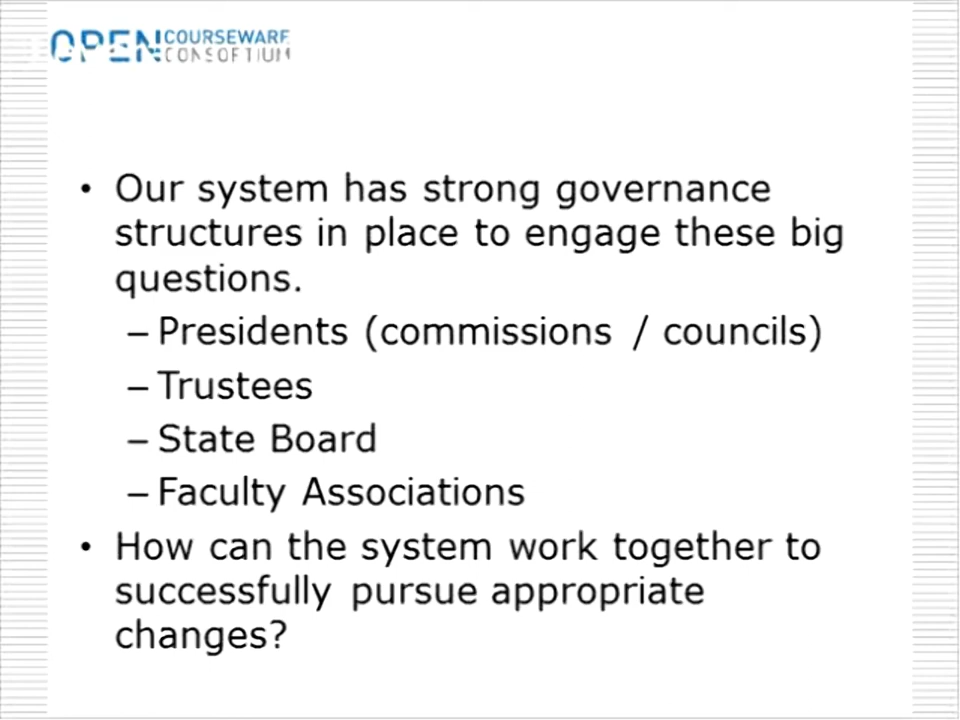 OPEN COURSEWARE
CONSORTIUM
• Our system has strong governance
structures in place to engage these big
questions.
– Presidents (commissions / councils)
– Trustees
– State Board
– Faculty Associations
• How can the system work together to
successfully pursue appropriate
changes?